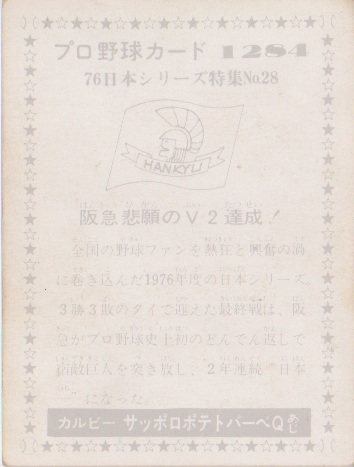 プロ野球カード 1284
76日本シリーズ特集No.28
HANKYU
阪急悲願のV2達成！
全国の野球ファンを熱狂と興奮の渦
に巻き込んだ1976年度の日本シリーズ。
3勝3敗のタイで迎えた最終戦は、阪
急がプロ野球史上初のどんでん返しで
宿敵巨人を突き放し、2年連続 日本
になった。
カルビー サッポロポテトバーベQあじ